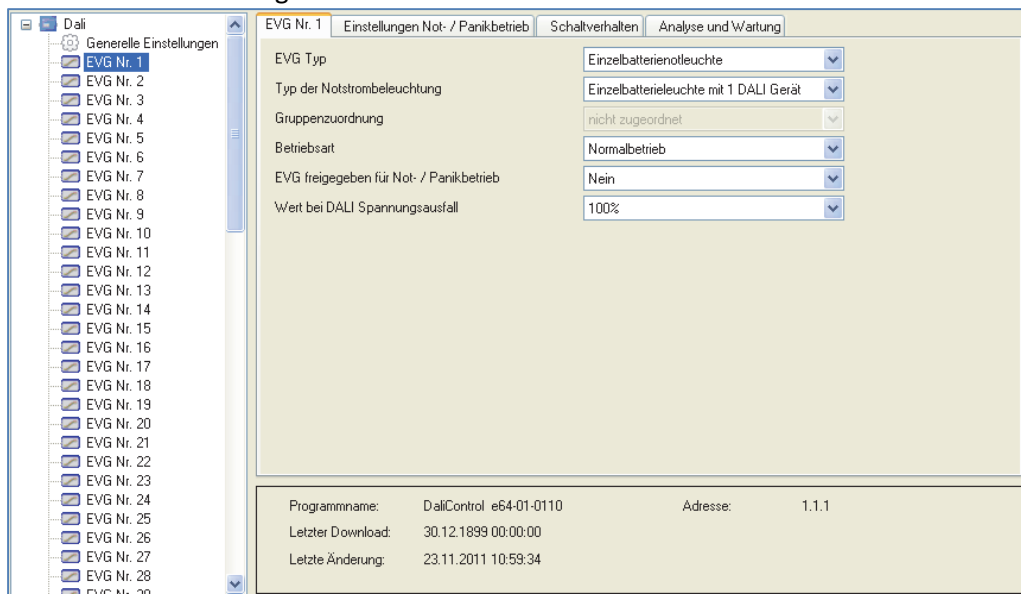 Dali
Generelle Einstellungen
EVG Nr. 1
EVG Nr. 2
EVG Nr. 3
EVG Nr. 4
EVG Nr. 5
EVG Nr. 6
EVG Nr. 7
EVG Nr. 8
EVG Nr. 9
EVG Nr. 10
EVG Nr. 11
EVG Nr. 12
EVG Nr. 13
EVG Nr. 14
EVG Nr. 15
EVG Nr. 16
EVG Nr. 17
EVG Nr. 18
EVG Nr. 19
EVG Nr. 20
EVG Nr. 21
EVG Nr. 22
EVG Nr. 23
EVG Nr. 24
EVG Nr. 25
EVG Nr. 26
EVG Nr. 27
EVG Nr. 28
EVG Nr. 1 Einstellungen Not- / Panikbetrieb Schaltverhalten Analyse und Wartung
EVG Typ Einzelbatterienotleuchte
Typ der Notstrombeleuchtung Einzelbatterieleuchte mit 1 DALI Gerät
Gruppenzuordnung nicht zugeordnet
Betriebsart Normalbetrieb
EVG freigegeben für Not- / Panikbetrieb Nein
Wert bei DALI Spannungsausfall 100%
Programmname: DaliControl e64-01-0110 Adresse: 1.1.1
Letzter Download: 30.12.1899 00:00:00
Letzte Änderung: 23.11.2011 10:59:34